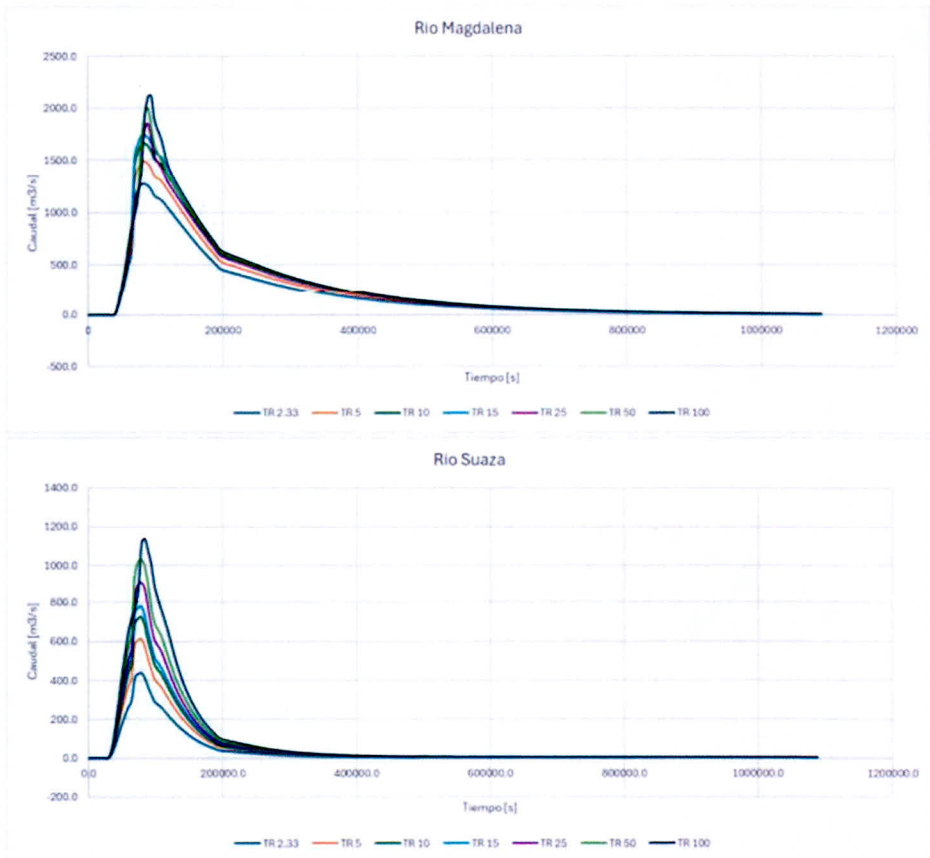 Rio Magdalena
2500.0
2000.0
1500.0
1000.0
500.0
0.0
-500.0
Caudal [m3/s]
0 200000 400000 600000 800000 1000000 1200000
Tiempo [s]
TR 2.33 TR 5 TR 10 TR 15 TR 25 TR 50 TR 100
Rio Suaza
1400.0
1200.0
1000.0
800.0
600.0
400.0
200.0
0.0
-200.0
Caudal [m3/s]
0.0 200000.0 400000.0 600000.0 800000.0 1000000.0 1200000.0
Tiempo [s]
TR 2.33 TR 5 TR 10 TR 15 TR 25 TR 50 TR 100